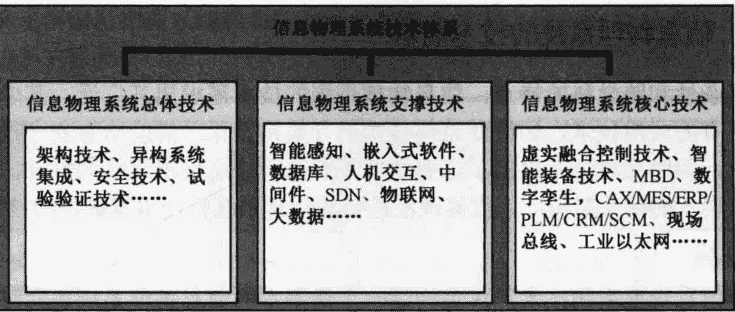 信息物理系统技术体系
信息物理系统总体技术
架构技术、异构系统
集成、安全技术、试
验验证技术……
信息物理系统支撑技术
智能感知、嵌入式软件、
数据库、人机交互、中
间件、SDN、物联网、
大数据……
信息物理系统核心技术
虚实融合控制技术、智
能装备技术、MBD、数
字孪生，CAX/MES/ERP/
PLM/CRM/SCM、现场
总线、工业以太网……